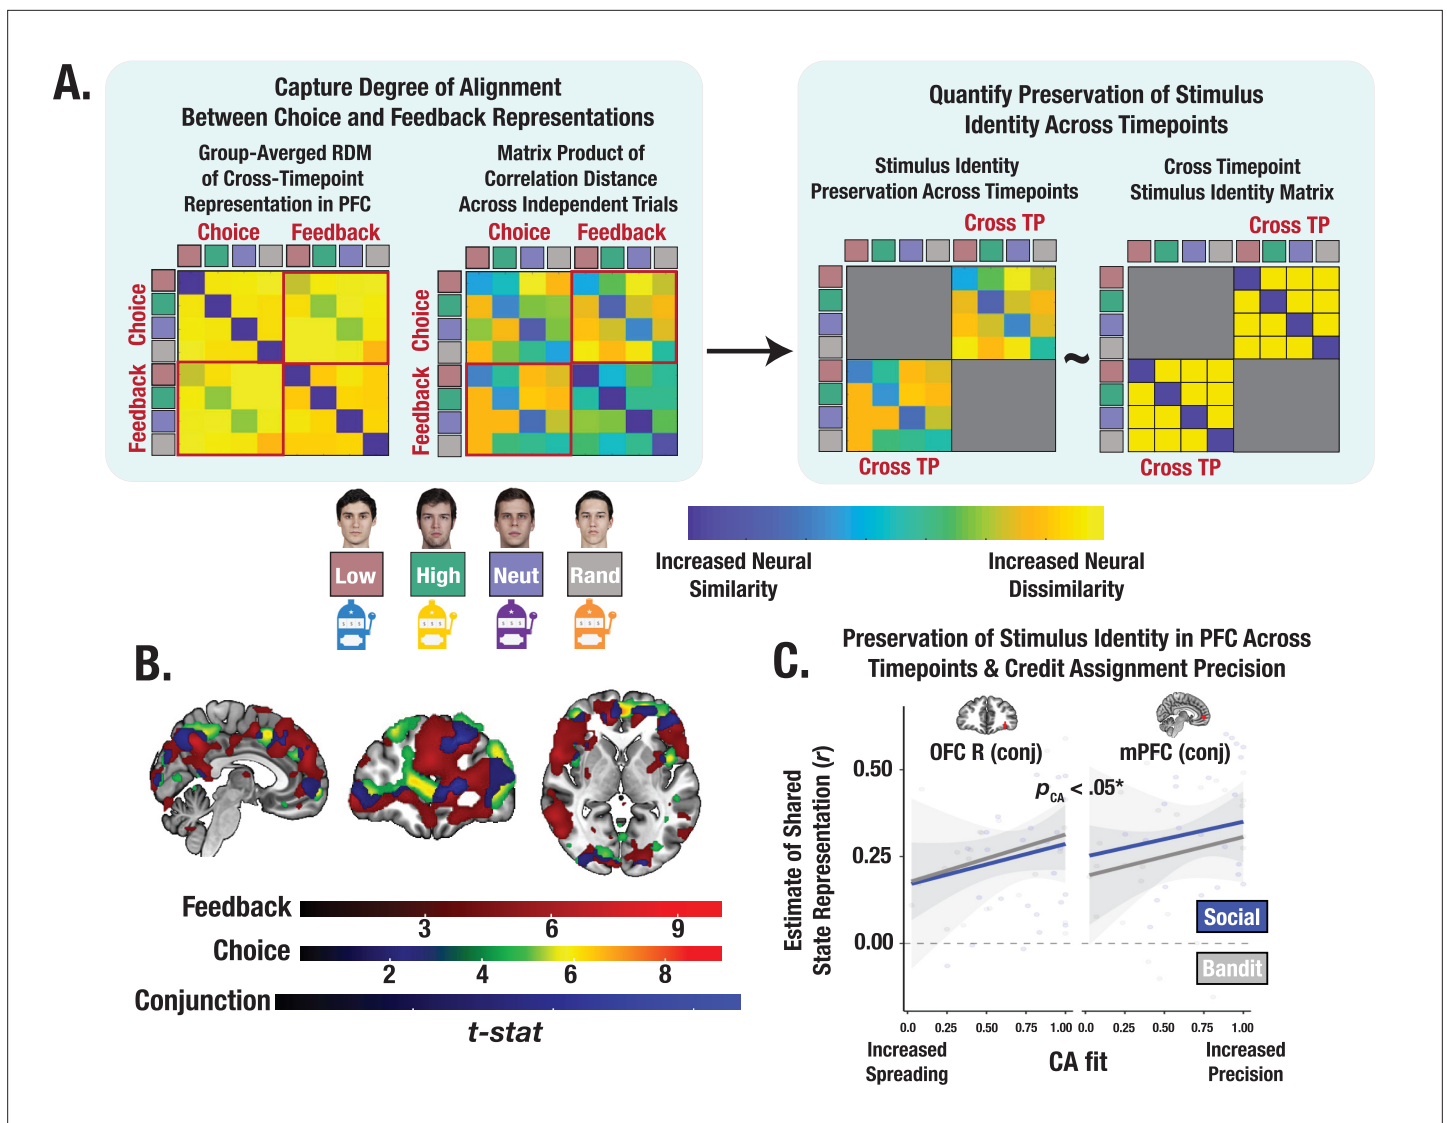 A.
Capture Degree of Alignment
Between Choice and Feedback Representations
Group-Averged RDM
of Cross-Timepoint
Representation in PFC
Matrix Product of
Correlation Distance
Across Independent Trials
Choice Feedback
Choice Feedback
Choice
Feedback
Choice
Feedback
Quantify Preservation of Stimulus
Identity Across Timepoints
Stimulus Identity
Preservation Across Timepoints
Cross Timepoint
Stimulus Identity Matrix
Cross TP
Cross TP
~
Cross TP
Cross TP
Low High Neut Rand
Increased Neural
Similarity
Increased Neural
Dissimilarity
B.
Feedback
3 6 9
Choice
2 4 6 8
Conjunction
t-stat
C.
Preservation of Stimulus Identity in PFC Across
Timepoints & Credit Assignment Precision
OFC R (conj)
mPFC (conj)
pCA < .05*
Estimate of Shared
State Representation (r)
0.50
0.25
0.00
Social
Bandit
0.0 0.25 0.50 0.75 1.00 0.0 0.25 0.50 0.75 1.00
Increased
Spreading
CA fit
Increased
Precision